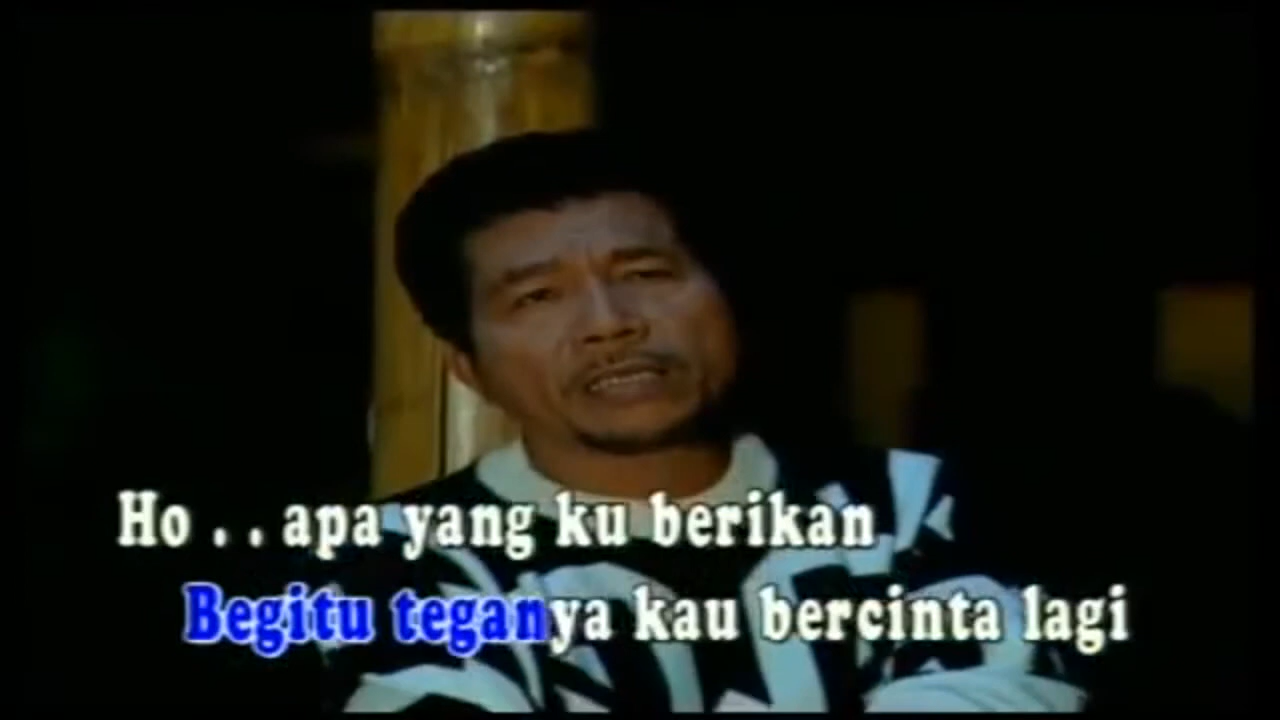 Ho . . apa yang ku berikan
Begitu teganya kau bercinta lagi